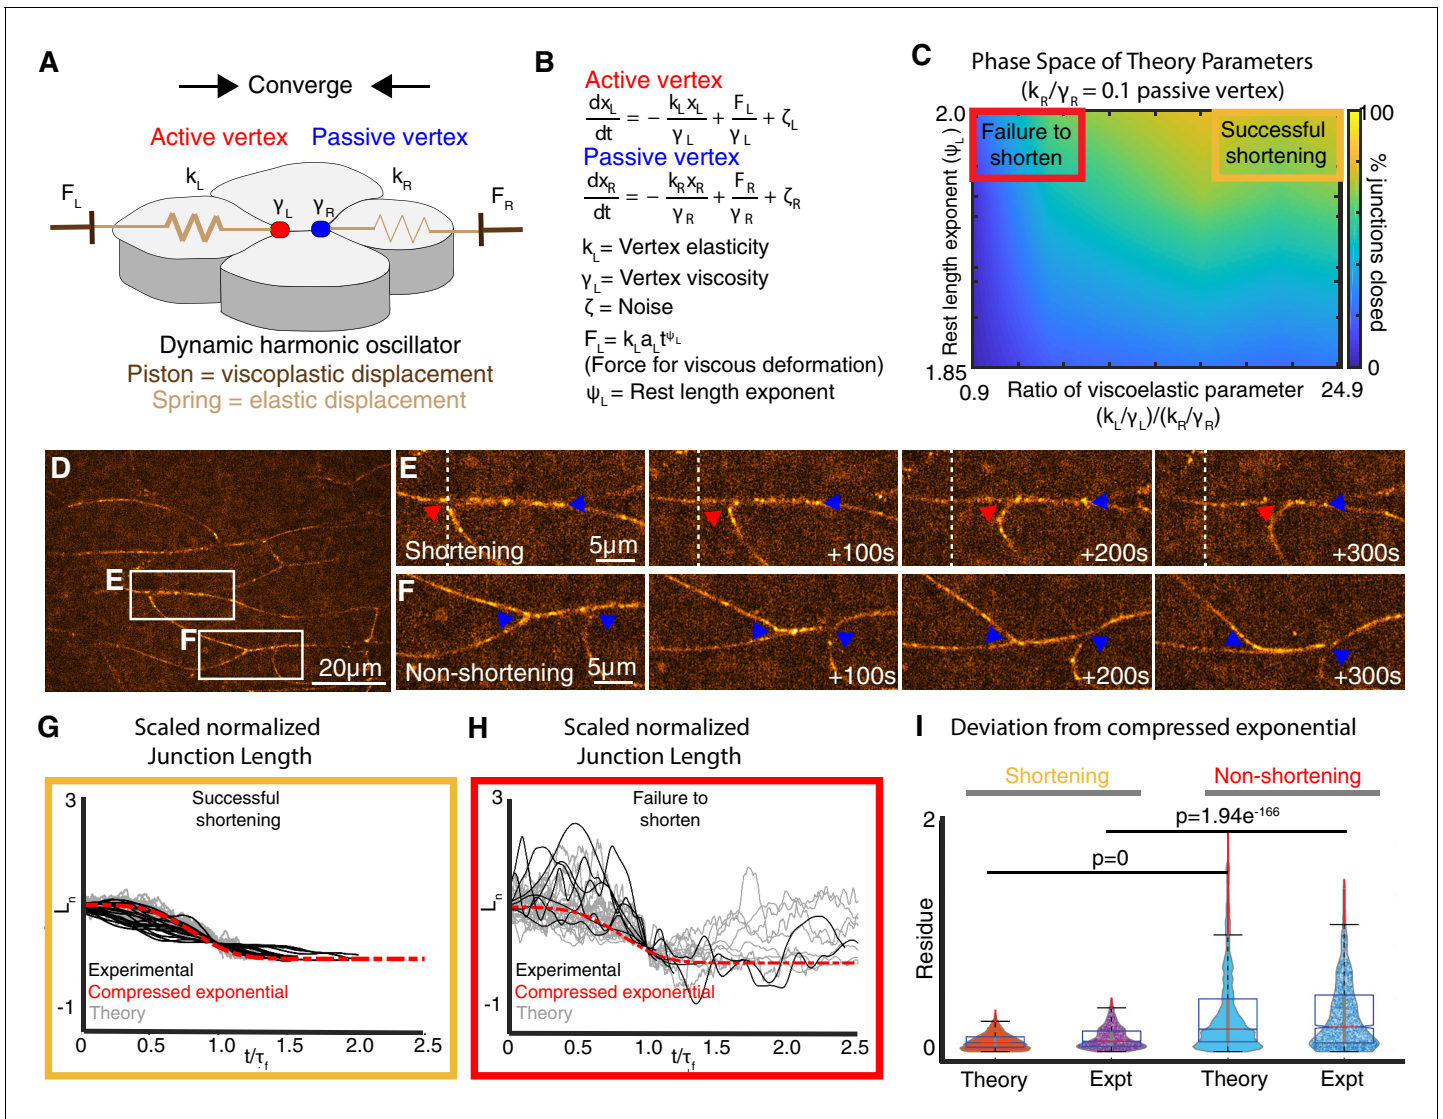 A
Converge
Active vertex Passive vertex
F_L k_L γ_L γ_R k_R F_R
Dynamic harmonic oscillator
Piston = viscoplastic displacement
Spring = elastic displacement
B
Active vertex
dx_L/dt = − k_L x_L/γ_L + F_L/γ_L + ζ_L
Passive vertex
dx_R/dt = − k_R x_R/γ_R + F_R/γ_R + ζ_R
k_L = Vertex elasticity
γ_L = Vertex viscosity
ζ = Noise
F_L = k_L a_L t^ψ_L
(Force for viscous deformation)
ψ_L = Rest length exponent
C
Phase Space of Theory Parameters
(k_R/γ_R = 0.1 passive vertex)
Rest length exponent (ψ_L)
2.0
1.85
Failure to
shorten
Successful
shortening
100
% junctions closed
0
0.9 Ratio of viscoelastic parameter 24.9
(k_L/γ_L)/(k_R/γ_R)
D
E
F
20µm
E
Shortening
5µm
+100s
+200s
+300s
F
Non-shortening
5µm
+100s
+200s
+300s
G
Scaled normalized
Junction Length
Successful
shortening
3
L_n
-1
Experimental
Compressed exponential
Theory
0 0.5 1.0 1.5 2.0 2.5
t/τ_f
H
Scaled normalized
Junction Length
Failure to
shorten
3
L_n
-1
Experimental
Compressed exponential
Theory
0 0.5 1.0 1.5 2.0 2.5
t/τ_f
I
Deviation from compressed exponential
Shortening Non-shortening
p=1.94e^-166
p=0
2
Residue
0
Theory Expt Theory Expt